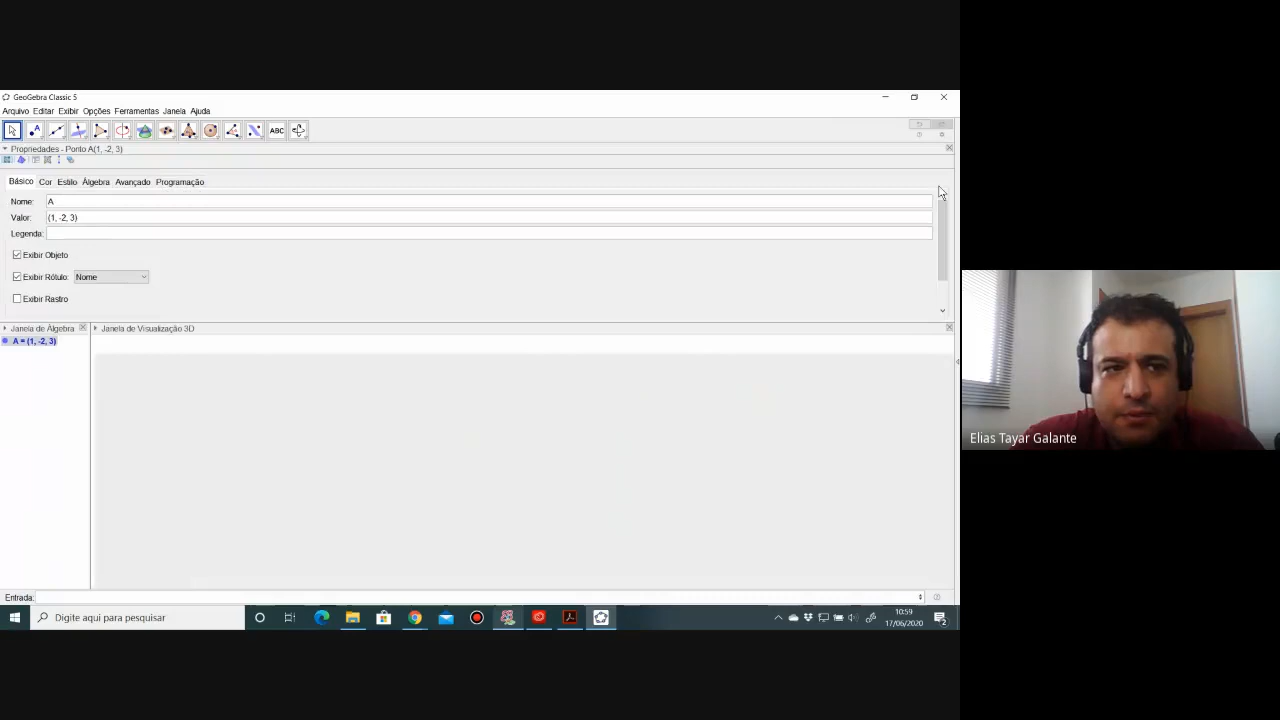 GeoGebra Classic 5
Arquivo Editar Exibir Opções Ferramentas Janela Ajuda
ABC
Propriedades - Ponto A(1, -2, 3)
Básico Cor Estilo Álgebra Avançado Programação
Nome: A
Valor: (1, -2, 3)
Legenda:
Exibir Objeto
Exibir Rótulo: Nome
Exibir Rastro
Janela de Álgebra Janela de Visualização 3D
A = (1, -2, 3)
Elias Tayar Galante
Entrada:
Digite aqui para pesquisar
10:59
17/06/2020
2